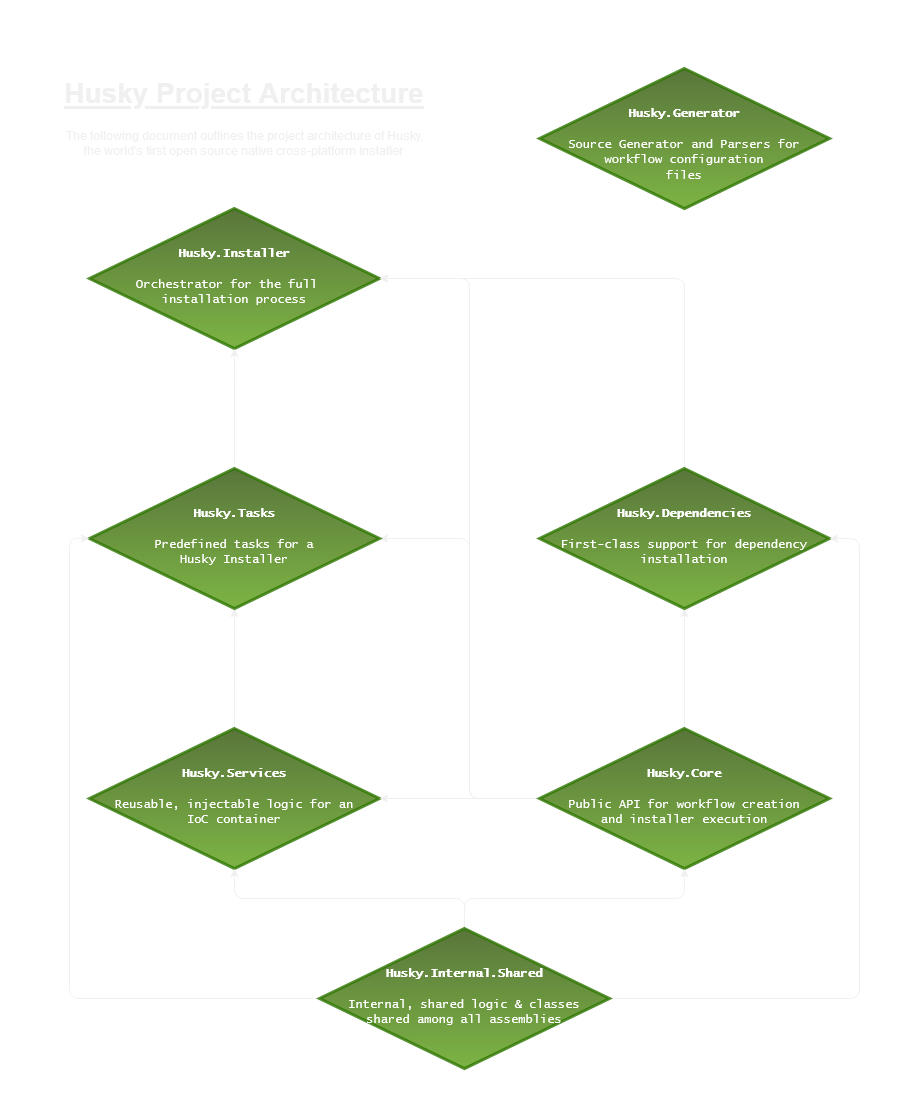 Husky Project Architecture
The following document outlines the project architecture of Husky,
the world's first open source native cross-platform installer
Husky.Generator
Source Generator and Parsers for
workflow configuration
files
Husky.Installer
Orchestrator for the full
installation process
Husky.Tasks
Predefined tasks for a
Husky Installer
Husky.Dependencies
First-class support for dependency
installation
Husky.Services
Reusable, injectable logic for an
IoC container
Husky.Core
Public API for workflow creation
and installer execution
Husky.Internal.Shared
Internal, shared logic & classes
shared among all assemblies